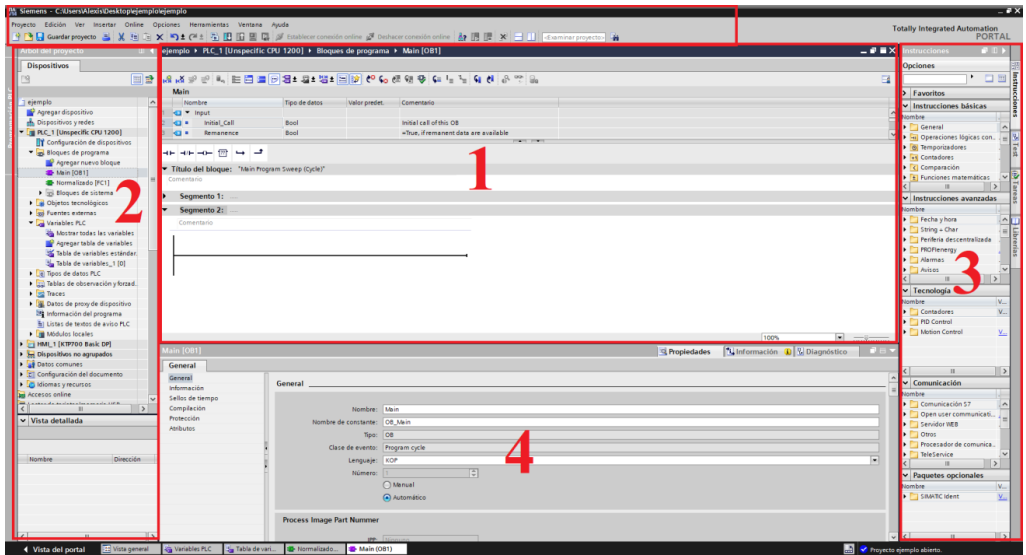 Siemens - C:\Users\Alexis\Desktop\ejemplo\ejemplo
Proyecto Edición Ver Insertar Online Opciones Herramientas Ventana Ayuda
Guardar proyecto
Establecer conexión online
Deshacer conexión online
<Examinar proyecto>
Totally Integrated Automation
PORTAL
Árbol del proyecto
Dispositivos
ejemplo
Agregar dispositivo
Dispositivos y redes
PLC_1 [Unspecific CPU 1200]
Configuración de dispositivos
Bloques de programa
Agregar nuevo bloque
Main [OB1]
Normalizado [FC1]
Bloques de sistema
Objetos tecnológicos
Fuentes externas
Variables PLC
Mostrar todas las variables
Agregar tabla de variables
Tabla de variables estándar.
Tabla de variables_1 [0]
Tipos de datos PLC
Tablas de observación y forzad.
Traces
Datos de proxy de dispositivo
Información del programa
Listas de textos de aviso PLC
Módulos locales
HMI_1 [KTP700 Basic DP]
Dispositivos no agrupados
Datos comunes
Configuración del documento
Idiomas y recursos
Accesos online
Vista detallada
Nombre Dirección
2
ejemplo PLC_1 [Unspecific CPU 1200] Bloques de programa Main [OB1]
Main
Nombre Tipo de datos Valor predet. Comentario
Input
Initial_Call Bool Initial call of this OB
Remanence Bool =True, if remanent data are available
Título del bloque: "Main Program Sweep (Cycle)"
Comentario
Segmento 1: ....
Segmento 2: ....
Comentario
1
100%
Main [OB1]
Propiedades Información Diagnóstico
General
General
Información
Sellos de tiempo
Compilación
Protección
Atributos
General
Nombre: Main
Nombre de constante: OB_Main
Tipo: OB
Clase de evento: Program cycle
Lenguaje: KOP
Número: 1
Manual
Automático
Process Image Part Nummer
4
Instrucciones
Opciones
Favoritos
Instrucciones básicas
Nombre
General
Operaciones lógicas con.
Temporizadores
Contadores
Comparación
Funciones matemáticas
Instrucciones avanzadas
Nombre
Fecha y hora
String + Char
Periferia descentralizada
PROFIenergy
Alarmas
Avisos
3
Tecnología
Nombre V...
Contadores V...
PID Control
Motion Control V...
Comunicación
Nombre
Comunicación S7
Open user communicati...
Servidor WEB
Otros
Procesador de comunica..
TeleService
Paquetes opcionales
Nombre V...
SIMATIC Ident V...
Instrucciones
Test
Tareas
Librerías
Vista del portal
Vista general
Variables PLC
Tabla de vari...
Normalizado...
Main (OB1)
Proyecto ejemplo abierto.